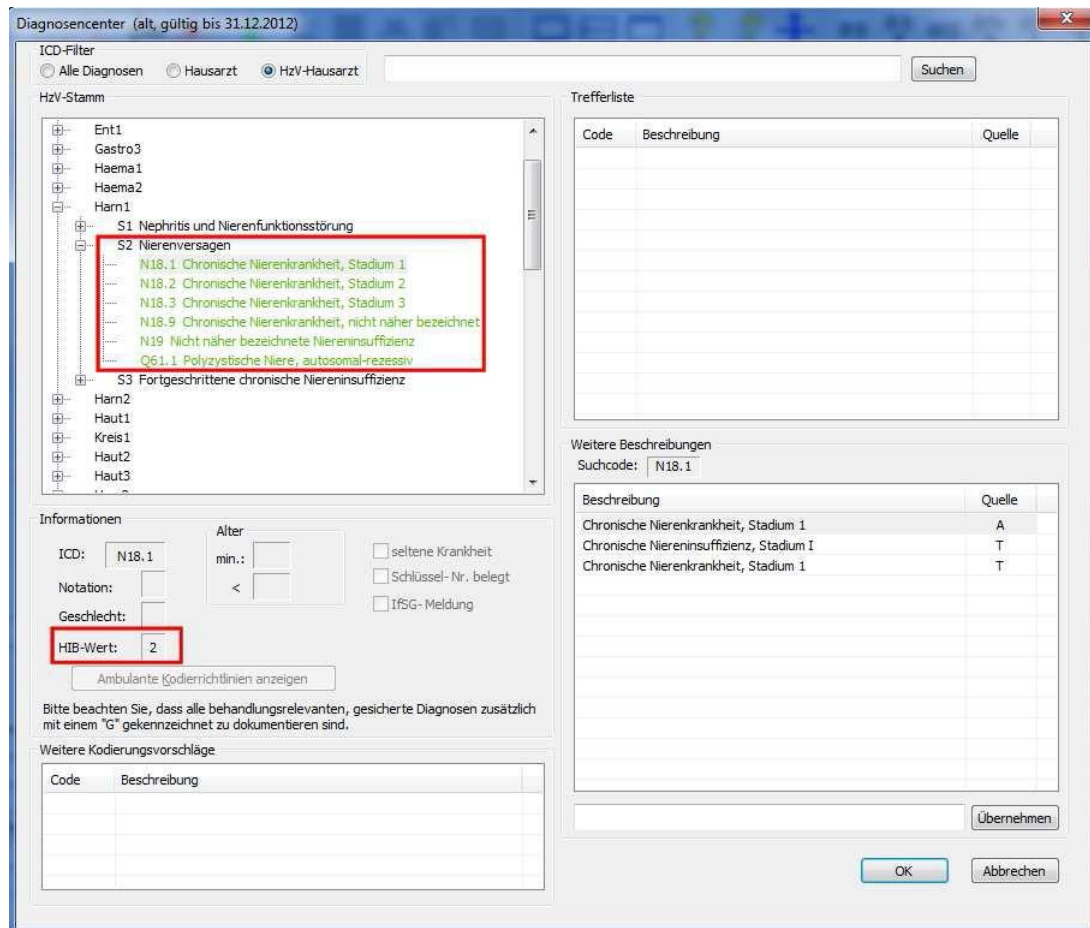 Diagnosencenter (alt, gültig bis 31.12.2012)
ICD-Filter
Alle Diagnosen Hausarzt HzV-Hausarzt Suchen
HzV-Stamm
Ent1
Gastro3
Haema1
Haema2
Harn1
S1 Nephritis und Nierenfunktionsstörung
S2 Nierenversagen
N18.1 Chronische Nierenkrankheit, Stadium 1
N18.2 Chronische Nierenkrankheit, Stadium 2
N18.3 Chronische Nierenkrankheit, Stadium 3
N18.9 Chronische Nierenkrankheit, nicht näher bezeichnet
N19 Nicht näher bezeichnete Niereninsuffizienz
Q61.1 Polyzystische Niere, autosomal-rezessiv
S3 Fortgeschrittene chronische Niereninsuffizienz
Harn2
Haut1
Kreis1
Haut2
Haut3
Informationen
ICD: N18.1
Notation:
Geschlecht:
HIB-Wert: 2
Alter
min.:
<
seltene Krankheit
Schlüssel-Nr. belegt
IfSG-Meldung
Ambulante Kodierrichtlinien anzeigen
Bitte beachten Sie, dass alle behandlungsrelevanten, gesicherte Diagnosen zusätzlich
mit einem "G" gekennzeichnet zu dokumentieren sind.
Weitere Kodierungsvorschläge
Code Beschreibung
Trefferliste
Code Beschreibung Quelle
Weitere Beschreibungen
Suchcode: N18.1
Beschreibung Quelle
Chronische Nierenkrankheit, Stadium 1 A
Chronische Niereninsuffizienz, Stadium I T
Chronische Nierenkrankheit, Stadium 1 T
Übernehmen
OK Abbrechen